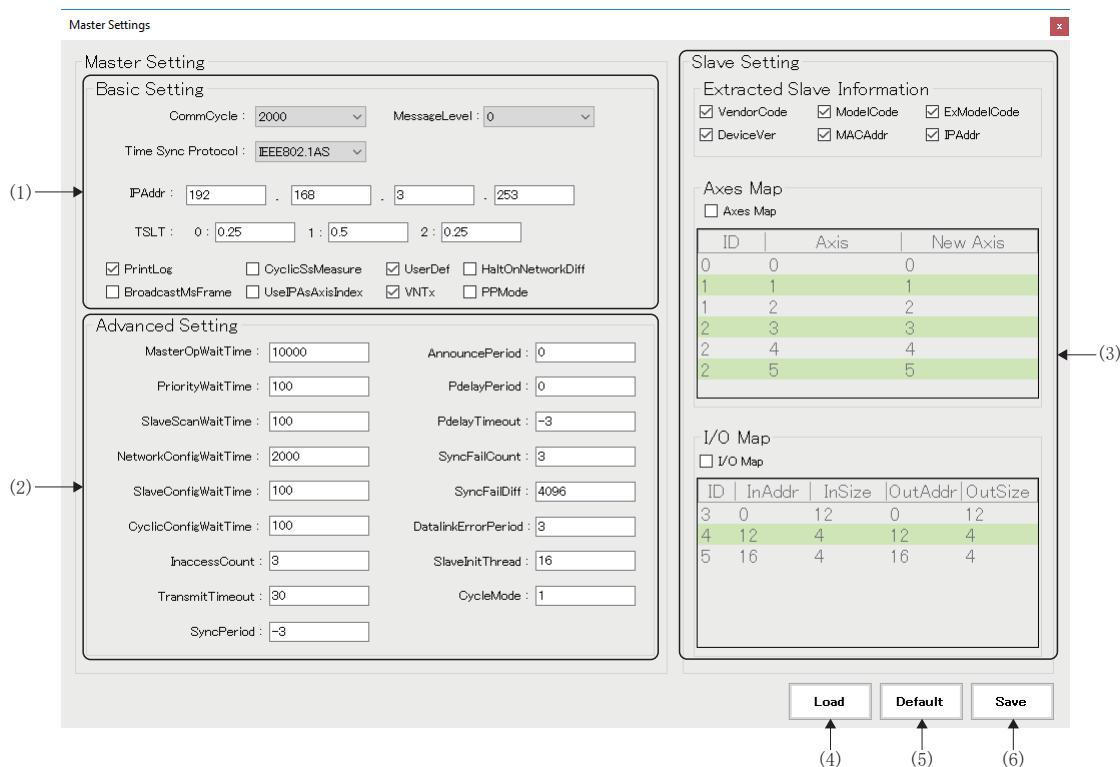 Master Settings
x
Master Setting
Basic Setting
CommCycle : 2000
MessageLevel : 0
Time Sync Protocol : IEEE802.1AS
(1)
IPAddr : 192 . 168 . 3 . 253
TSLT : 0 : 0.25 1 : 0.5 2 : 0.25
PrintLog CyclicSsMeasure UserDef HaltOnNetworkDiff
BroadcastMsFrame UseIPAsAxisIndex VNTx PPMode
Advanced Setting
MasterOpWaitTime : 10000
PriorityWaitTime : 100
SlaveScanWaitTime : 100
NetworkConfigWaitTime : 2000
(2)
SlaveConfigWaitTime : 100
CyclicConfigWaitTime : 100
InaccessCount : 3
TransmitTimeout : 30
SyncPeriod : -3
AnnouncePeriod : 0
PdelayPeriod : 0
PdelayTimeout : -3
SyncFailCount : 3
SyncFailDiff : 4096
DatalinkErrorPeriod : 3
SlaveInitThread : 16
CycleMode : 1
Slave Setting
Extracted Slave Information
VendorCode ModelCode ExModelCode
DeviceVer MACAddr IPAddr
Axes Map
Axes Map
ID Axis New Axis
0 0 0
1 1 1
1 2 2
2 3 3
2 4 4
2 5 5
(3)
I/O Map
I/O Map
ID InAddr InSize OutAddr OutSize
3 0 12 0 12
4 12 4 12 4
5 16 4 16 4
Load Default Save
(4) (5) (6)